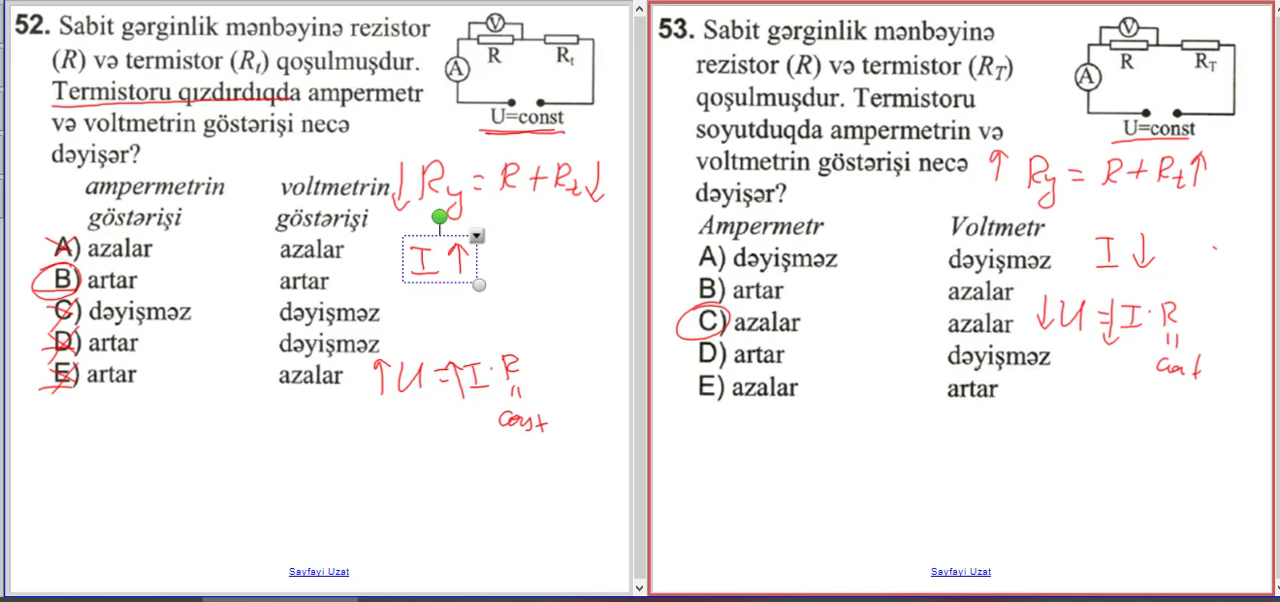 52. Sabit gərginlik mənbəyinə rezistor
(R) və termistor (Rt) qoşulmuşdur.
Termistoru qızdırdıqda ampermetr
və voltmetrin göstərişi necə
dəyişər?
V
A
R
Rt
U=const
ampermetrin voltmetrin
göstərişi göstərişi
A) azalar azalar
B) artar artar
C) dəyişməz dəyişməz
D) artar dəyişməz
E) artar azalar
↓ Ry = R + Rt ↓
I ↑
↑ U = ↑ I · R
"
const
Sayfayi Uzat
53. Sabit gərginlik mənbəyinə
rezistor (R) və termistor (RT)
qoşulmuşdur. Termistoru
soyutduqda ampermetrin və
voltmetrin göstərişi necə
dəyişər?
V
A
R
RT
U=const
Ampermetr Voltmetr
A) dəyişməz dəyişməz
B) artar azalar
C) azalar azalar
D) artar dəyişməz
E) azalar artar
↑ Ry = R + Rt ↑
I ↓
↓ U = ↓ I · R
"
Sayfayi Uzat